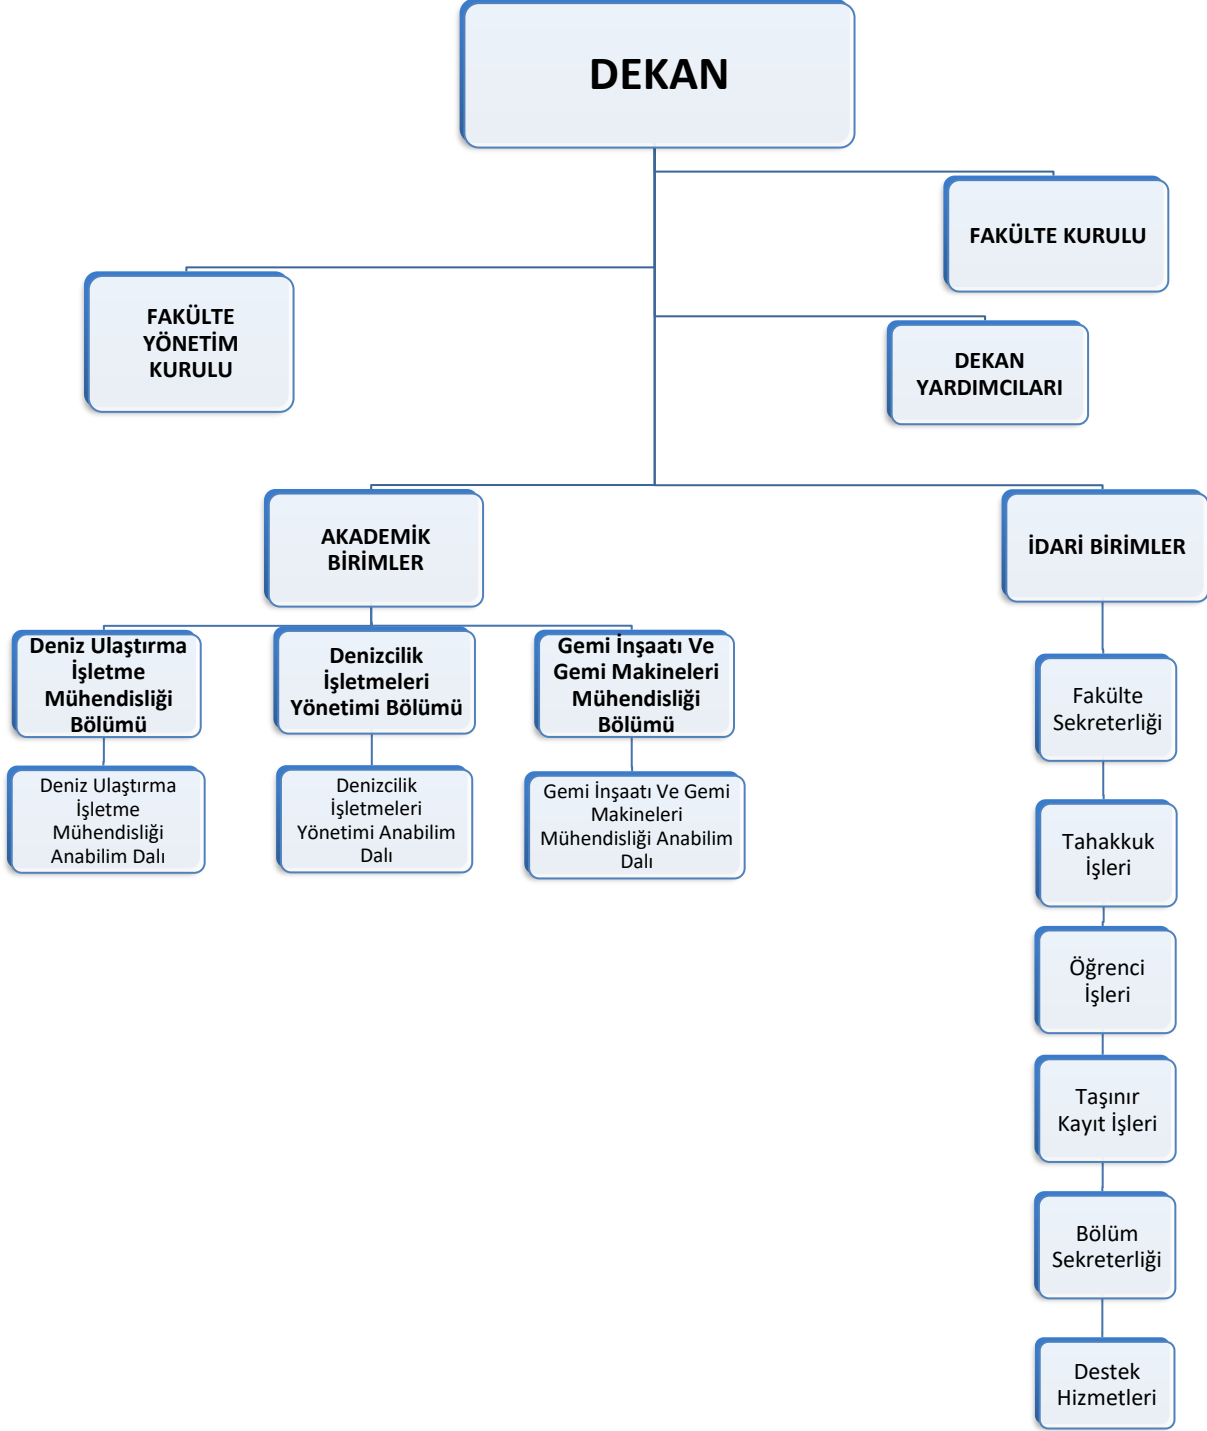 DEKAN
FAKÜLTE KURULU
FAKÜLTE
YÖNETİM
KURULU
DEKAN
YARDIMCILARI
AKADEMİK
BİRİMLER
İDARİ BİRİMLER
Deniz Ulaştırma
İşletme
Mühendisliği
Bölümü
Denizcilik
İşletmeleri
Yönetimi Bölümü
Gemi İnşaatı Ve
Gemi Makineleri
Mühendisliği
Bölümü
Deniz Ulaştırma
İşletme
Mühendisliği
Anabilim Dalı
Denizcilik
İşletmeleri
Yönetimi Anabilim
Dalı
Gemi İnşaatı Ve Gemi
Makineleri
Mühendisliği Anabilim
Dalı
Fakülte
Sekreterliği
Tahakkuk
İşleri
Öğrenci
İşleri
Taşınır
Kayıt İşleri
Bölüm
Sekreterliği
Destek
Hizmetleri